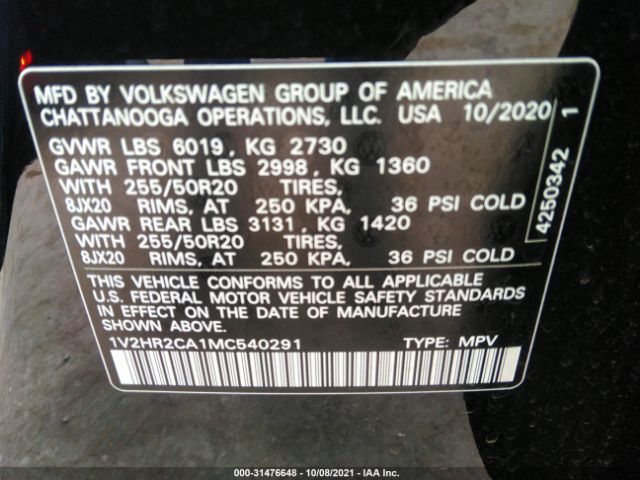 MFD BY VOLKSWAGEN GROUP OF AMERICA
CHATTANOOGA OPERATIONS, LLC. USA 10/2020
GVWR LBS 6019, KG 2730
GAWR FRONT LBS 2998, KG 1360
WITH 255/50R20 TIRES,
8JX20 RIMS, AT 250 KPA, 36 PSI COLD
GAWR REAR LBS 3131, KG 1420
WITH 255/50R20 TIRES,
8JX20 RIMS, AT 250 KPA, 36 PSI COLD
THIS VEHICLE CONFORMS TO ALL APPLICABLE
U.S. FEDERAL MOTOR VEHICLE SAFETY STANDARDS
IN EFFECT ON THE DATE OF MANUFACTURE
SHOWN ABOVE
1V2HR2CA1MC540291 TYPE: MPV
4250342 1
000-31476648 - 10/08/2021 - IAA Inc.